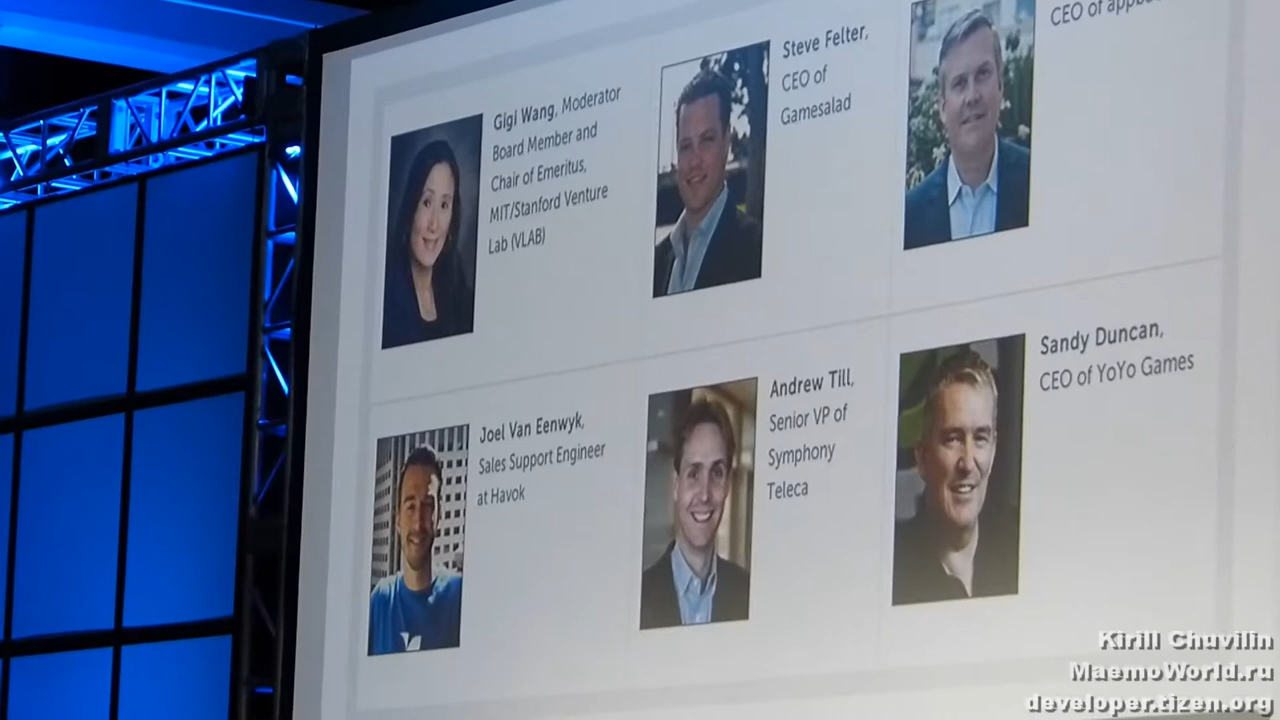 Gigi Wang, Moderator
Board Member and
Chair of Emeritus,
MIT/Stanford Venture
Lab (VLAB)
Steve Felter,
CEO of
Gamesalad
CEO of
Joel Van Eenwyk,
Sales Support Engineer
at Havok
Andrew Till,
Senior VP of
Symphony
Teleca
Sandy Duncan,
CEO of YoYo Games
Kirill Chuvilin
MaemoWorld.ru
developer.tizen.org